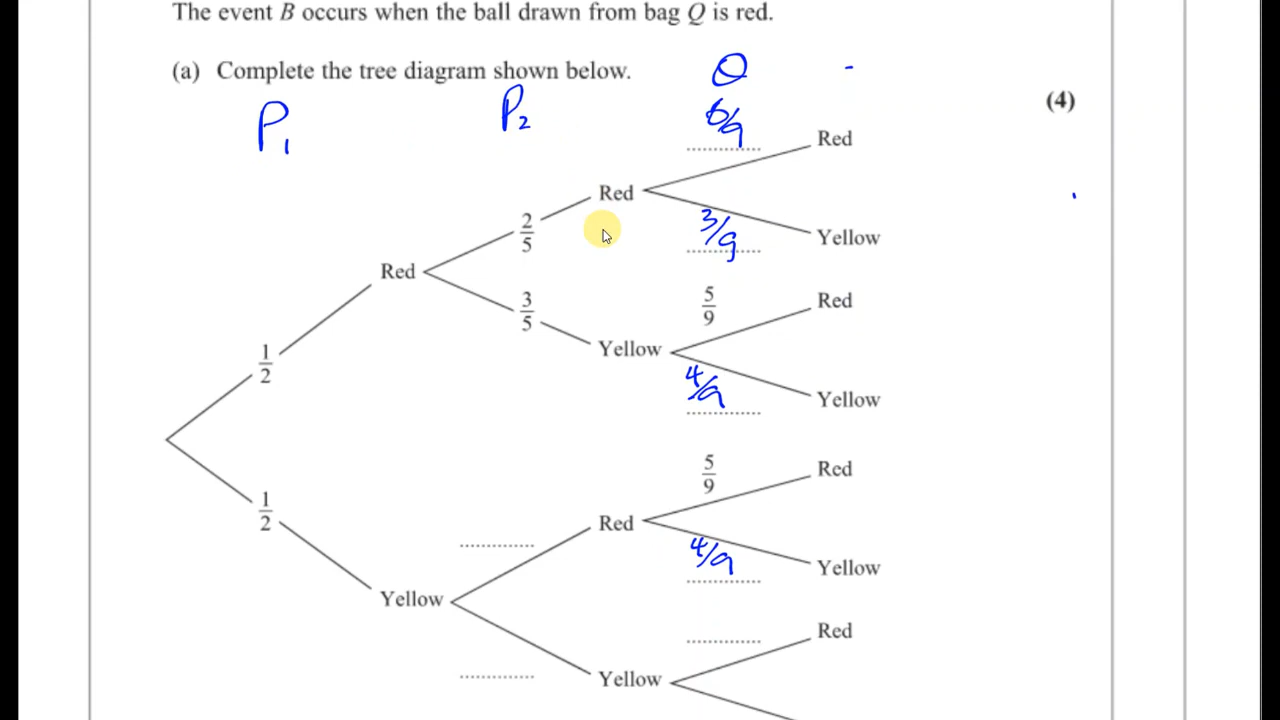 The event B occurs when the ball drawn from bag Q is red.
(a) Complete the tree diagram shown below.
Q
(4)
P1
P2
6/9
Red
Red
2/5
3/9
Yellow
Red
3/5
5/9
Red
Yellow
1/2
4/9
Yellow
5/9
Red
1/2
Red
4/9
Yellow
Yellow
Red
Yellow